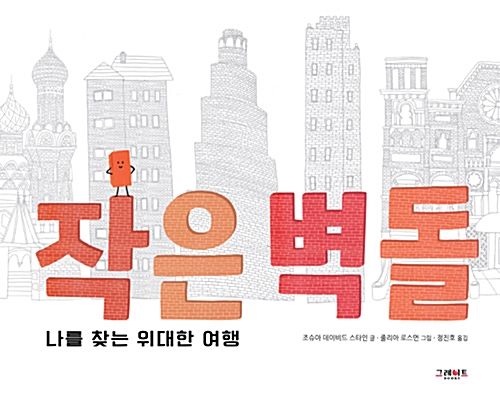 작은벽돌
나를 찾는 위대한 여행
조슈아 데이비드 스타인 글 · 줄리아 로스먼 그림 · 정진호 옮김
그레이트
BOOKS